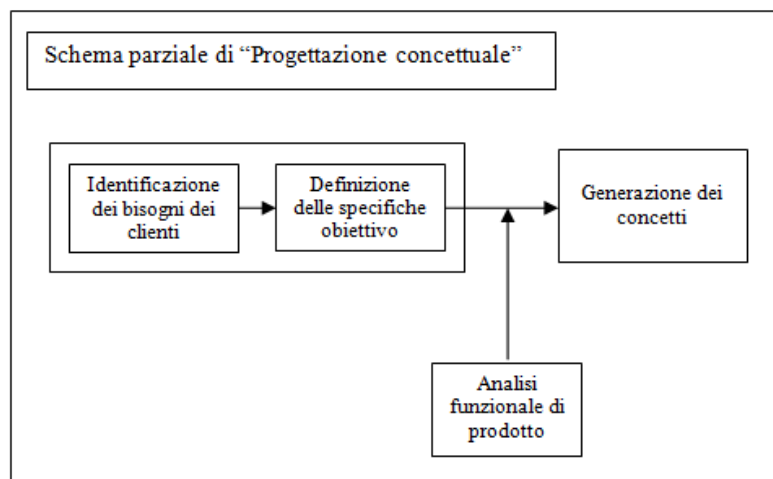 Schema parziale di “Progettazione concettuale”
Identificazione
dei bisogni dei
clienti
Definizione
delle specifiche
obiettivo
Generazione dei
concetti
Analisi
funzionale di
prodotto